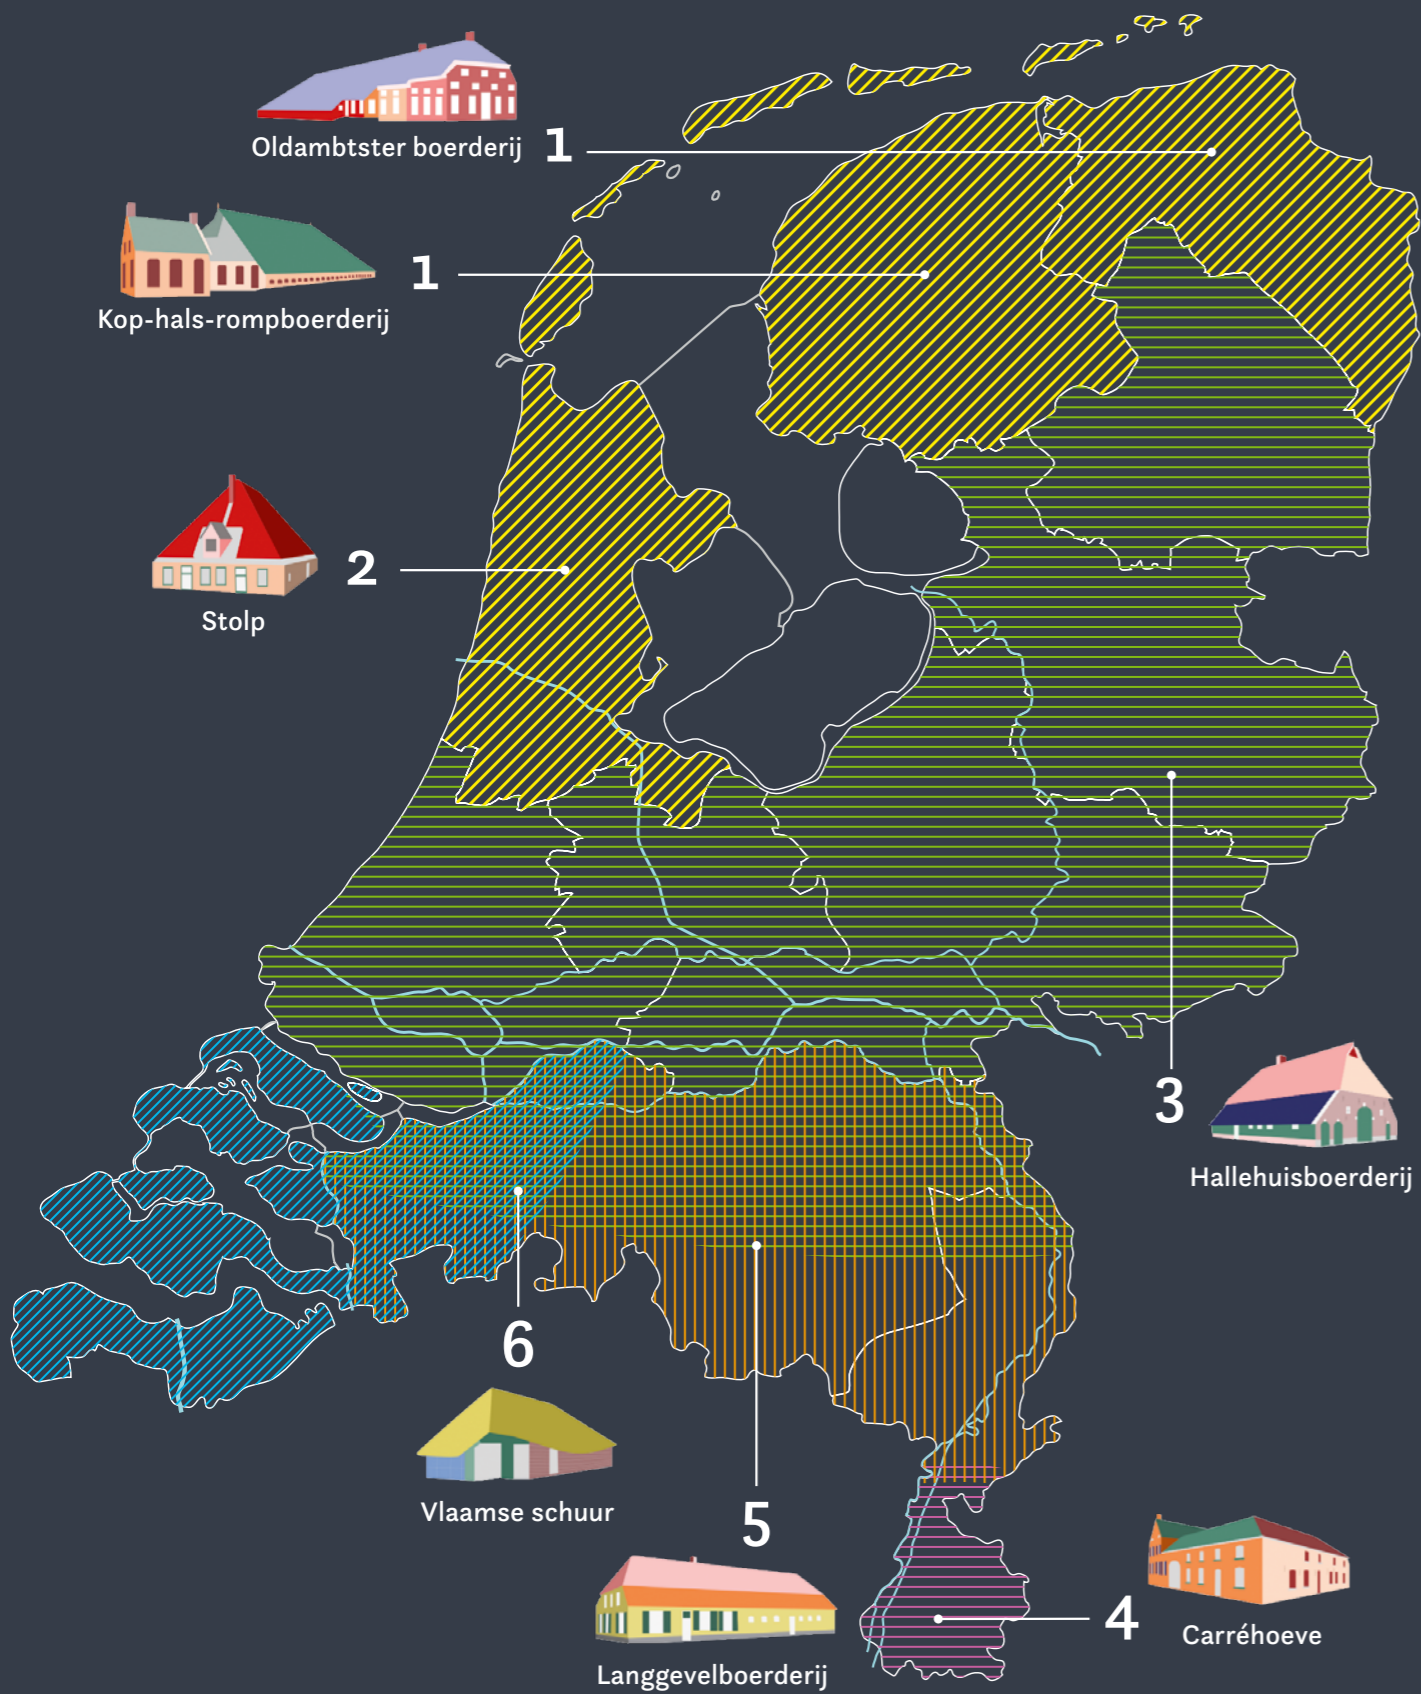 Oldambtster boerderij 1
1
Kop-hals-rompboerderij
2
Stolp
3
Hallehuisboerderij
6
Vlaamse schuur
5
4
Carréhoeve
Langgevelboerderij